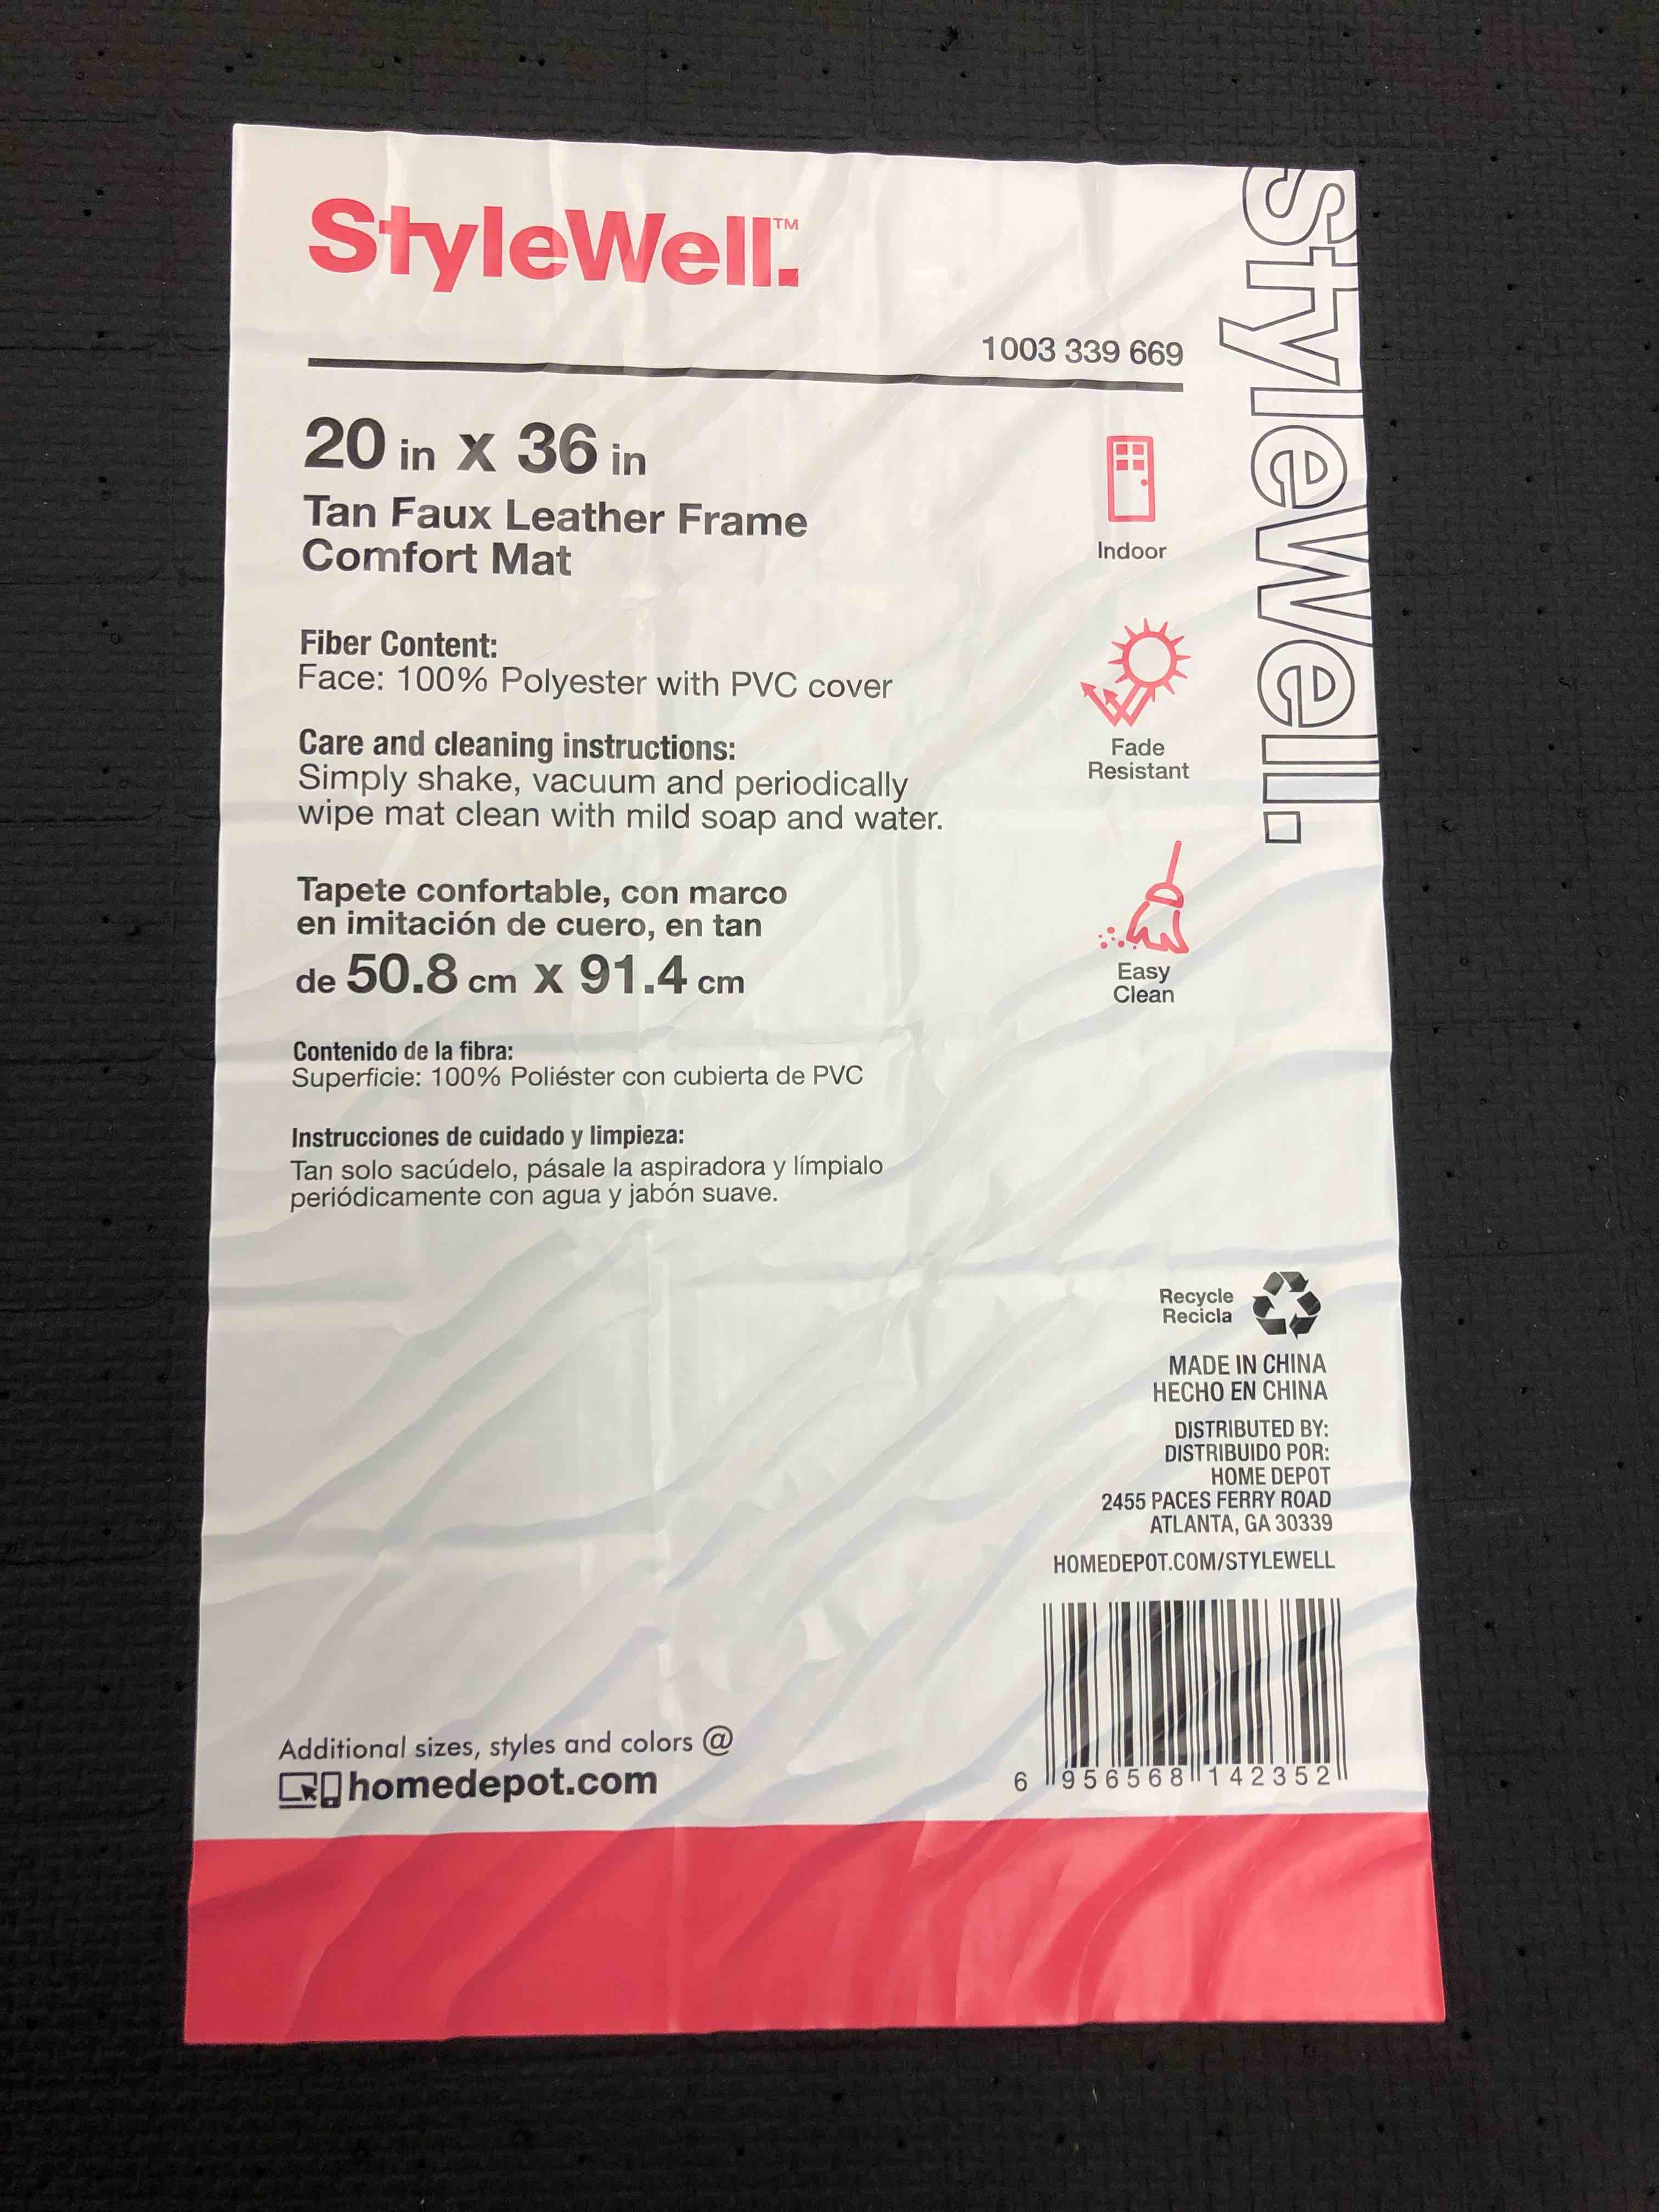 StyleWell.™
StyleWell.
1003 339 669
20 in X 36 in
Tan Faux Leather Frame
Comfort Mat
Indoor
Fiber Content:
Face: 100% Polyester with PVC cover
Fade
Resistant
Care and cleaning instructions:
Simply shake, vacuum and periodically
wipe mat clean with mild soap and water.
Tapete confortable, con marco
en imitación de cuero, en tan
de 50.8 cm X 91.4 cm
Easy
Clean
Contenido de la fibra:
Superficie: 100% Poliéster con cubierta de PVC
Instrucciones de cuidado y limpieza:
Tan solo sacúdelo, pásale la aspiradora y límpialo
periódicamente con agua y jabón suave.
Recycle
Recicla
MADE IN CHINA
HECHO EN CHINA
DISTRIBUTED BY:
DISTRIBUIDO POR:
HOME DEPOT
2455 PACES FERRY ROAD
ATLANTA, GA 30339
HOMEDEPOT.COM/STYLEWELL
Additional sizes, styles and colors @
homedepot.com
6 956568 142352